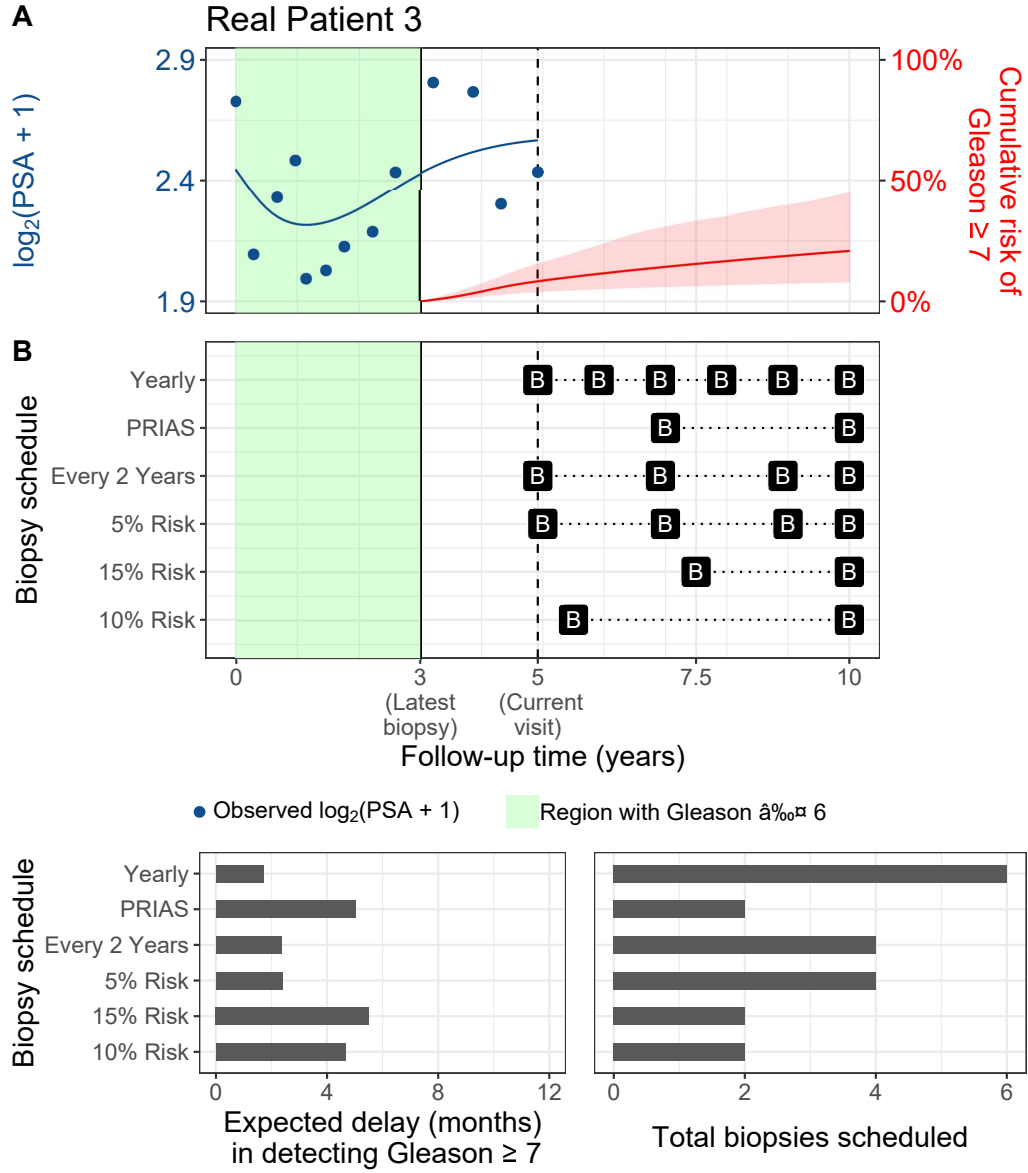 A
Real Patient 3
log₂(PSA + 1)
2.9
2.4
1.9
100%
50%
0%
Cumulative risk of
Gleason ≥ 7
B
Biopsy schedule
Yearly B B B B B B
PRIAS B B
Every 2 Years B B B B
5% Risk B B B B
15% Risk B B
10% Risk B B
0 3 5 7.5 10
(Latest (Current
biopsy) visit)
Follow-up time (years)
Observed log₂(PSA + 1) Region with Gleason â‰¤ 6
Biopsy schedule
Yearly
PRIAS
Every 2 Years
5% Risk
15% Risk
10% Risk
0 4 8 12
Expected delay (months)
in detecting Gleason ≥ 7
0 2 4 6
Total biopsies scheduled